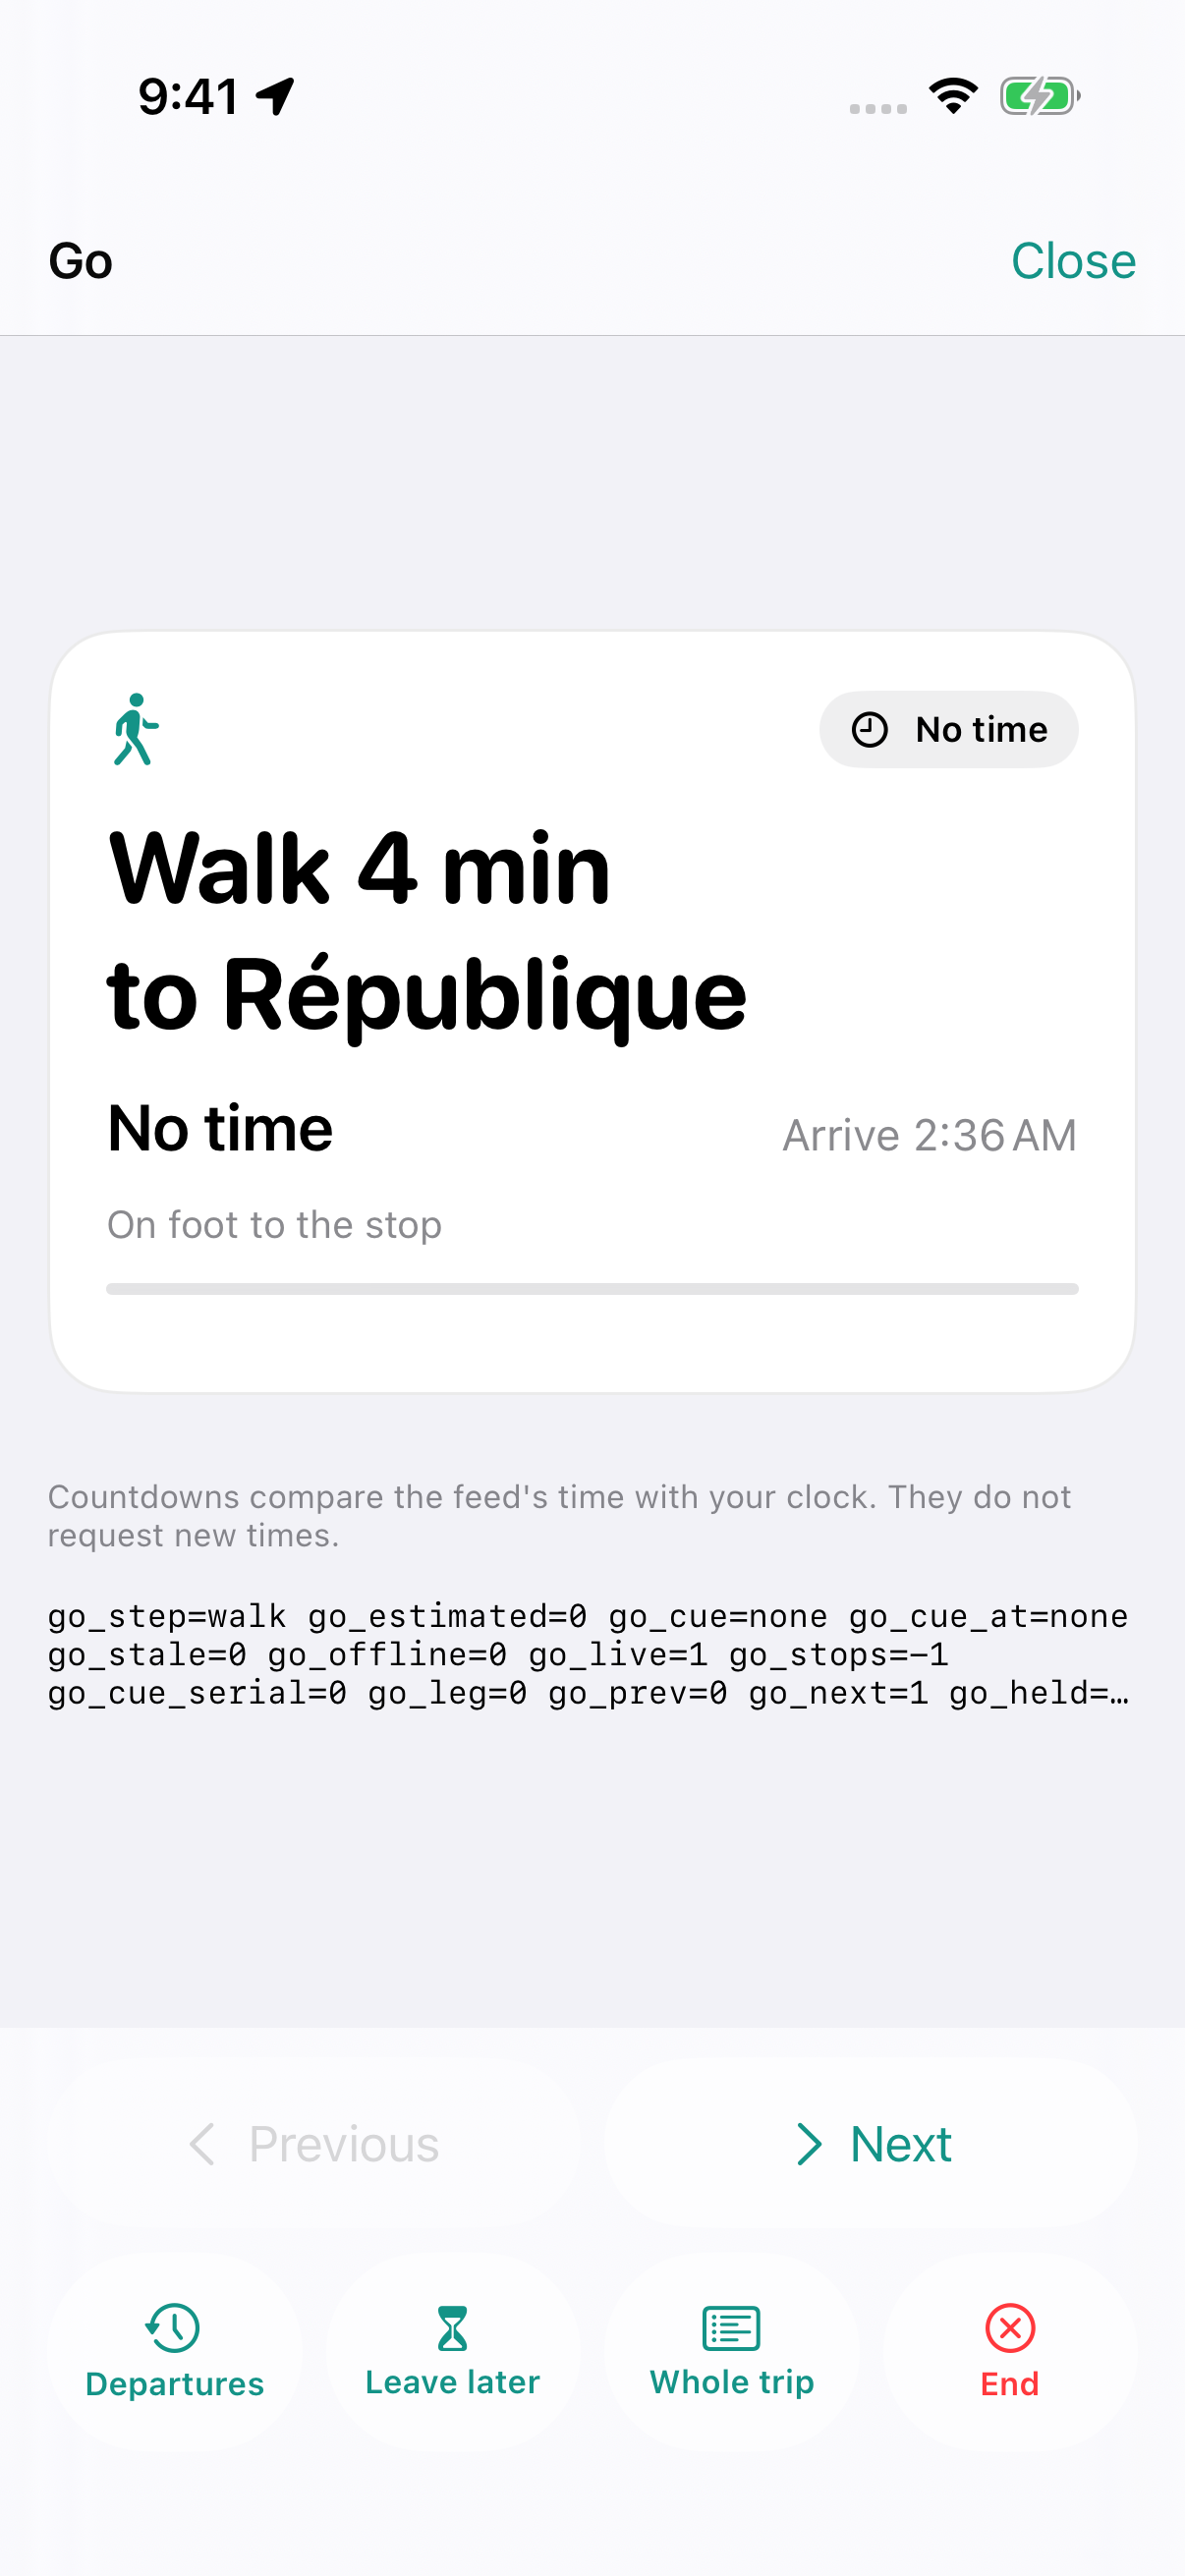 9:41
Go
Close
No time
Walk 4 min
to République
No time
Arrive 2:36 AM
On foot to the stop
Countdowns compare the feed's time with your clock. They do not
request new times.
go_step=walk go_estimated=0 go_cue=none go_cue_at=none
go_stale=0 go_offline=0 go_live=1 go_stops=-1
go_cue_serial=0 go_leg=0 go_prev=0 go_next=1 go_held=…
Previous
Next
Departures
Leave later
Whole trip
End